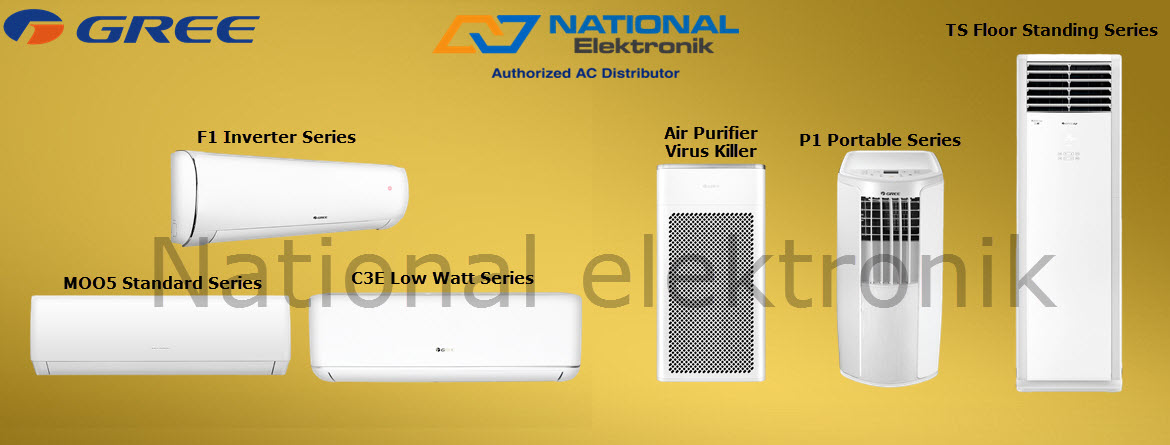 GREE
NATIONAL
Elektronik
Authorized AC Distributor
TS Floor Standing Series
F1 Inverter Series
Air Purifier
Virus Killer
P1 Portable Series
GREE
GREE
National elektronik
MOO5 Standard Series
C3E Low Watt Series
GREE